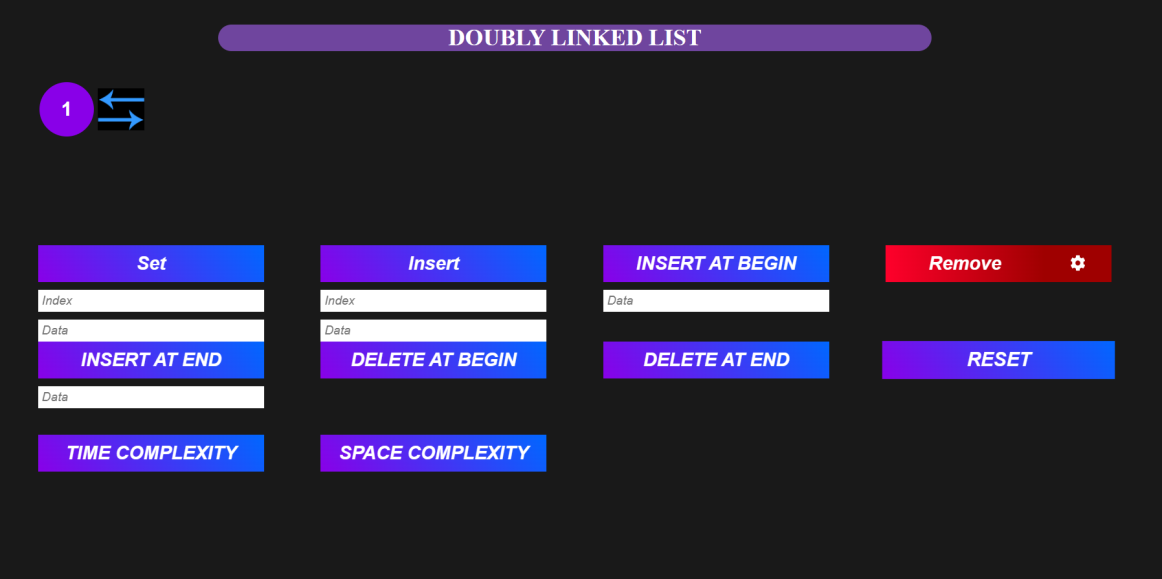 DOUBLY LINKED LIST
1
Set
Insert
INSERT AT BEGIN
Remove
Index
Index
Data
Data
Data
INSERT AT END
DELETE AT BEGIN
DELETE AT END
RESET
Data
TIME COMPLEXITY
SPACE COMPLEXITY